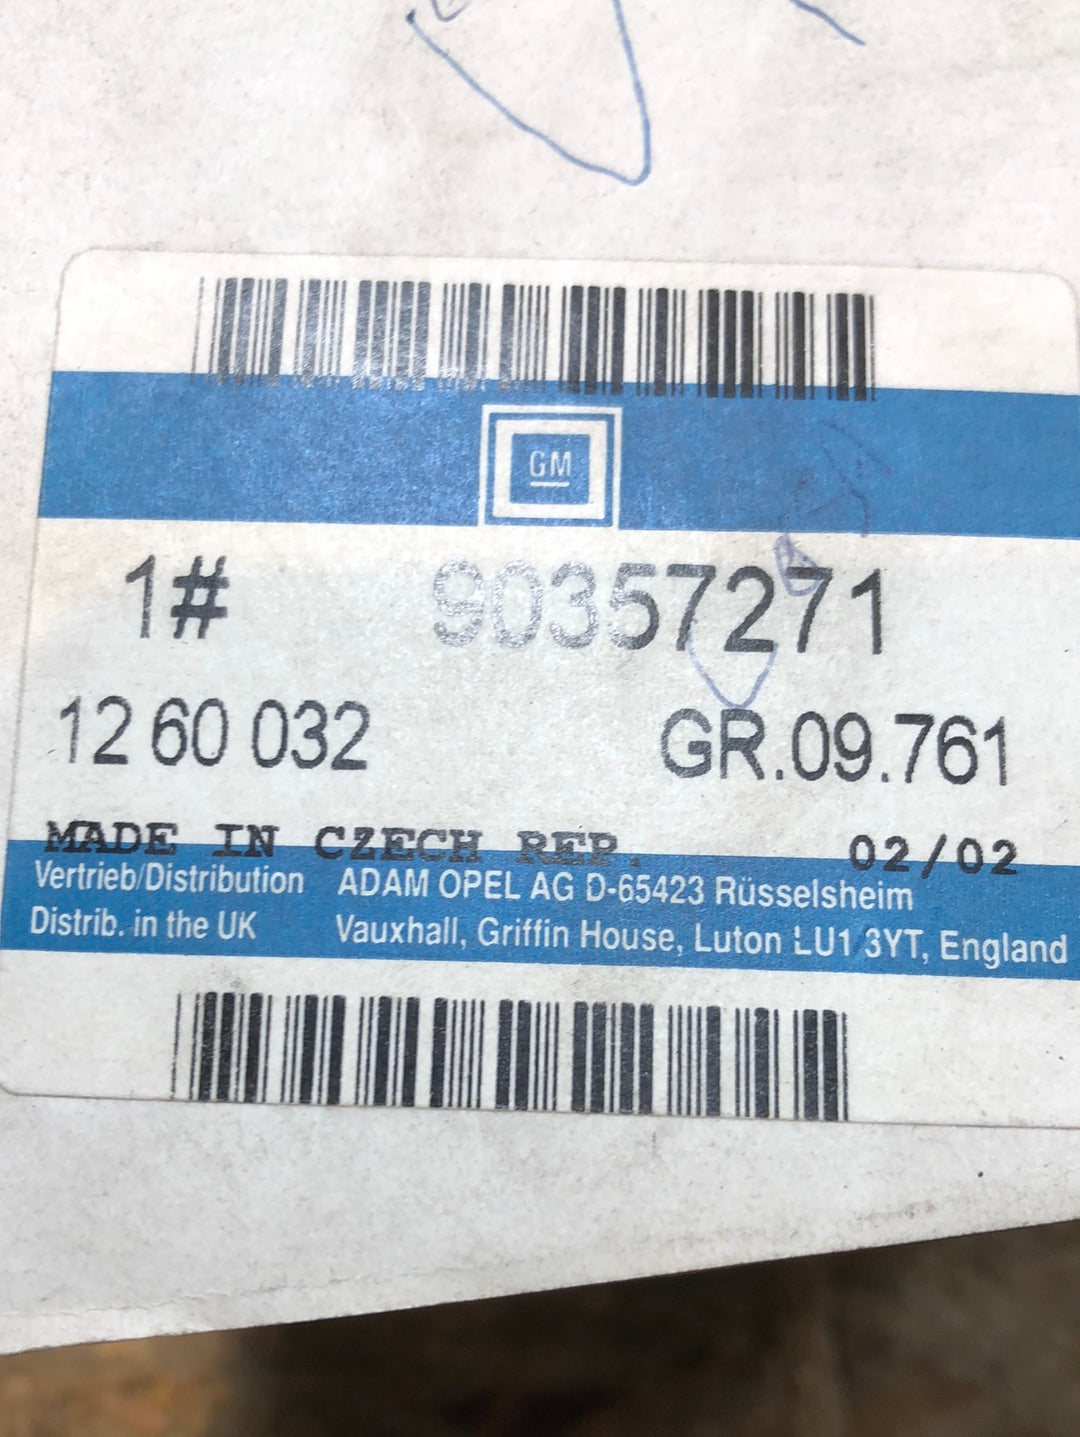 GM
1# 90357271
12 60 032 GR.09.761
MADE IN CZECH REP. 02/02
Vertrieb/Distribution ADAM OPEL AG D-65423 Rüsselsheim
Distrib. in the UK Vauxhall, Griffin House, Luton LU1 3YT, England